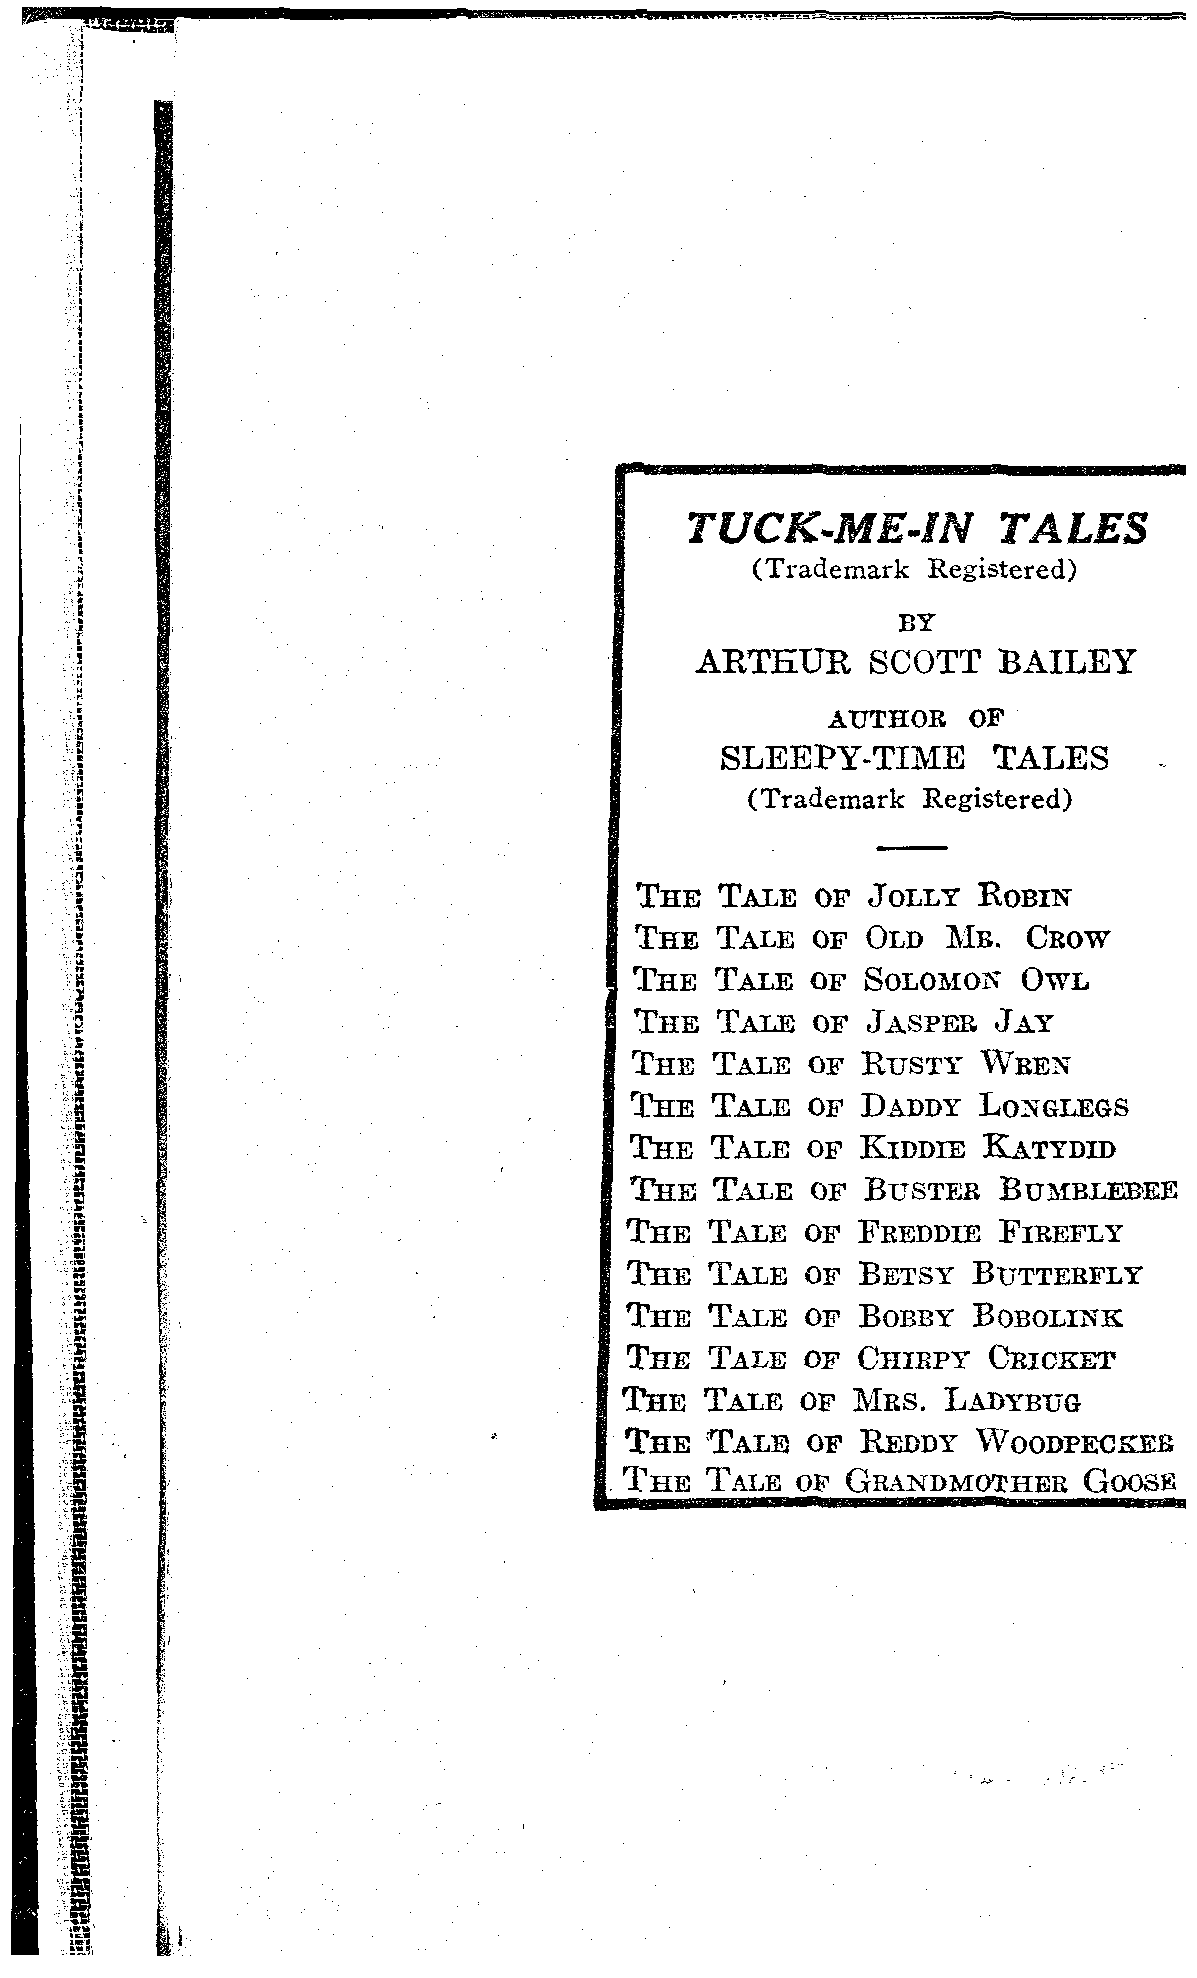 TUCK-ME-IN TALES
(Trademark Registered)
BY
ARTHUR SCOTT BAILEY
AUTHOR OF
SLEEPY-TIME TALES
(Trademark Registered)
THE TALE OF JOLLY ROBIN
THE TALE OF OLD MR. CROW
THE TALE OF SOLOMON OWL
THE TALE OF JASPER JAY
THE TALE OF RUSTY WREN
THE TALE OF DADDY LONGLEGS
THE TALE OF KIDDIE KATYDID
THE TALE OF BUSTER BUMBLEBEE
THE TALE OF FREDDIE FIREFLY
THE TALE OF BETSY BUTTERFLY
THE TALE OF BOBBY BOBOLINK
THE TALE OF CHIRPY CRICKET
THE TALE OF MRS. LADYBUG
THE TALE OF REDDY WOODPECKER
THE TALE OF GRANDMOTHER GOOSE